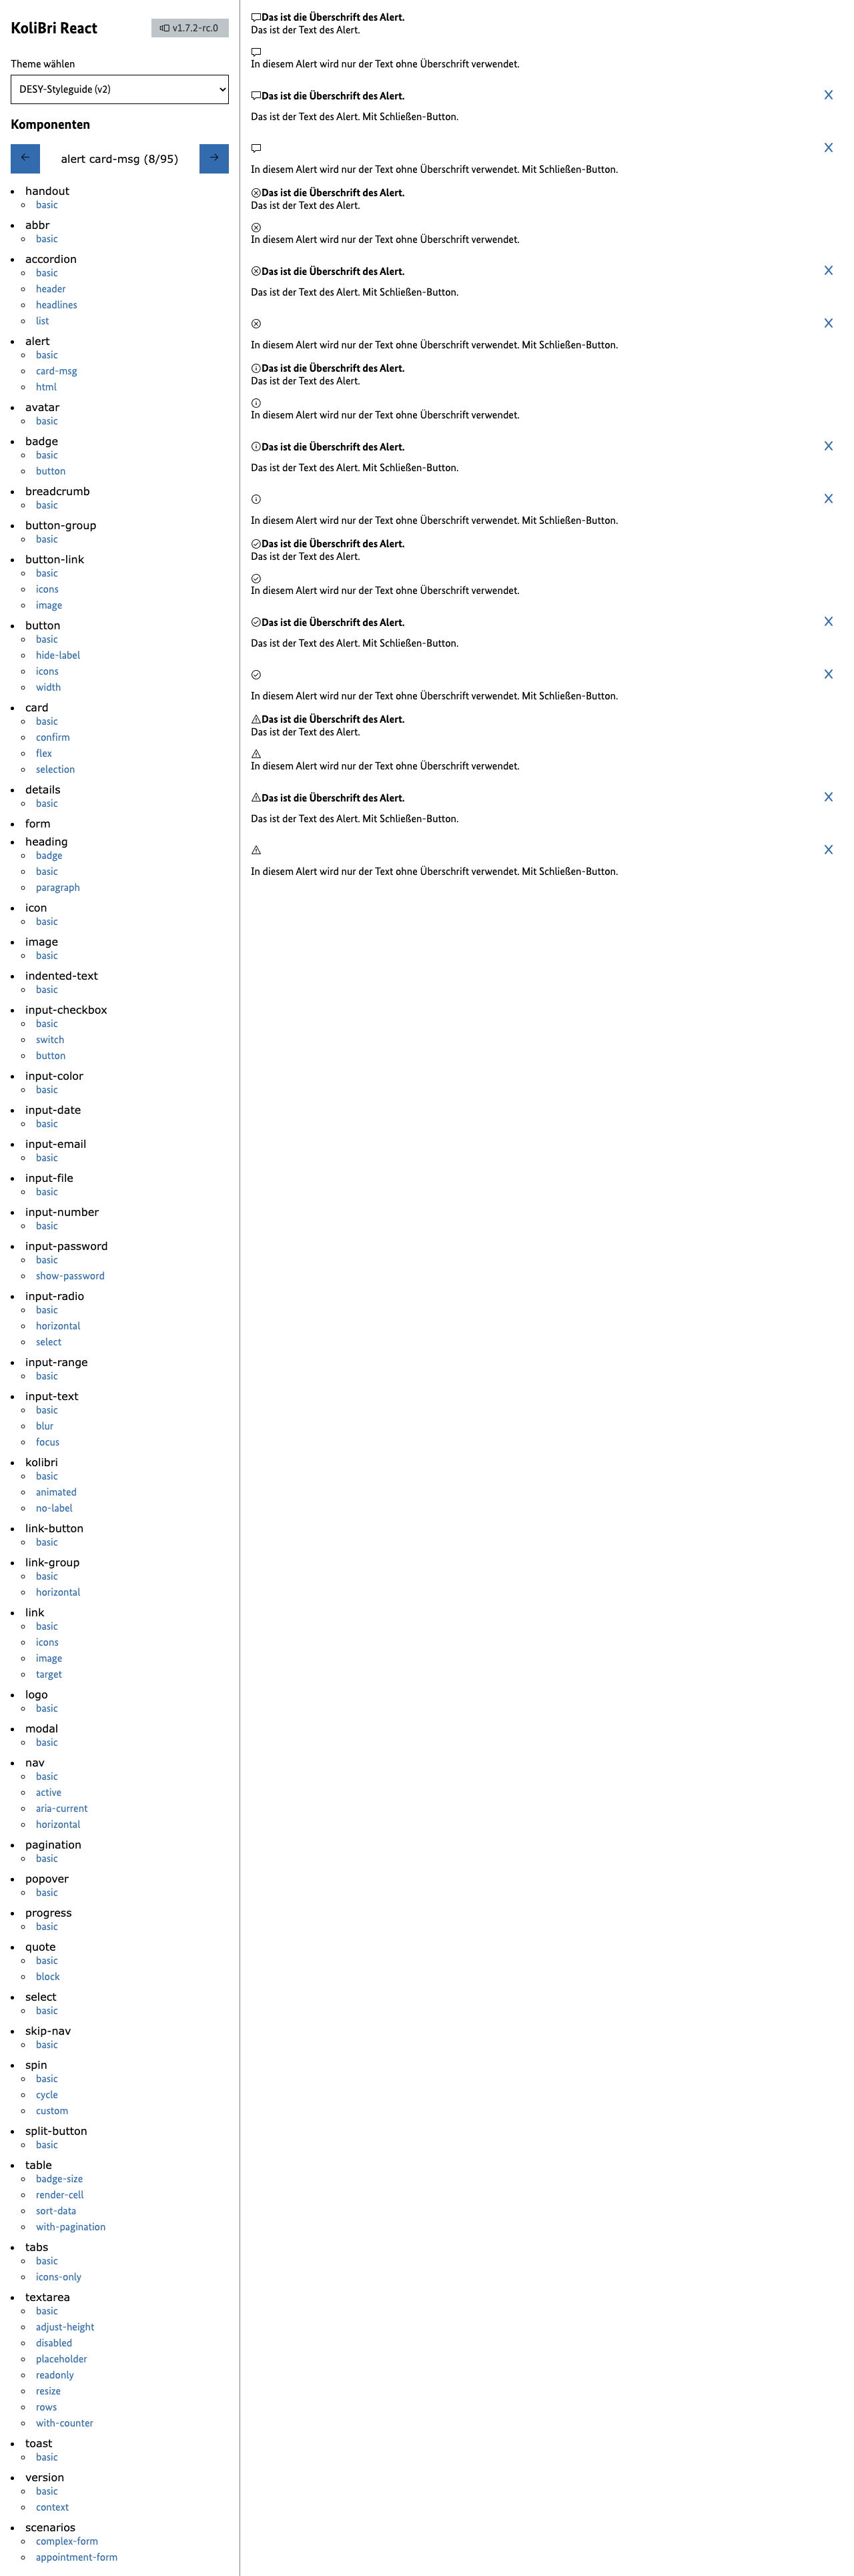 KoliBri React
v1.7.2-rc.0
Theme wählen
DESY-Styleguide (v2)
Komponenten
alert card-msg (8/95)
handout
basic
abbr
basic
accordion
basic
header
headlines
list
alert
basic
card-msg
html
avatar
basic
badge
basic
button
breadcrumb
basic
button-group
basic
button-link
basic
icons
image
button
basic
hide-label
icons
width
card
basic
confirm
flex
selection
details
basic
form
heading
badge
basic
paragraph
icon
basic
image
basic
indented-text
basic
input-checkbox
basic
switch
button
input-color
basic
input-date
basic
input-email
basic
input-file
basic
input-number
basic
input-password
basic
show-password
input-radio
basic
horizontal
select
input-range
basic
input-text
basic
blur
focus
kolibri
basic
animated
no-label
link-button
basic
link-group
basic
horizontal
link
basic
icons
image
target
logo
basic
modal
basic
nav
basic
active
aria-current
horizontal
pagination
basic
popover
basic
progress
basic
quote
basic
block
select
basic
skip-nav
basic
spin
basic
cycle
custom
split-button
basic
table
badge-size
render-cell
sort-data
with-pagination
tabs
basic
icons-only
textarea
basic
adjust-height
disabled
placeholder
readonly
resize
rows
with-counter
toast
basic
version
basic
context
scenarios
complex-form
appointment-form
Das ist die Überschrift des Alert.
Das ist der Text des Alert.
In diesem Alert wird nur der Text ohne Überschrift verwendet.
Das ist die Überschrift des Alert.
Das ist der Text des Alert. Mit Schließen-Button.
In diesem Alert wird nur der Text ohne Überschrift verwendet. Mit Schließen-Button.
Das ist die Überschrift des Alert.
Das ist der Text des Alert.
In diesem Alert wird nur der Text ohne Überschrift verwendet.
Das ist die Überschrift des Alert.
Das ist der Text des Alert. Mit Schließen-Button.
In diesem Alert wird nur der Text ohne Überschrift verwendet. Mit Schließen-Button.
Das ist die Überschrift des Alert.
Das ist der Text des Alert.
In diesem Alert wird nur der Text ohne Überschrift verwendet.
Das ist die Überschrift des Alert.
Das ist der Text des Alert. Mit Schließen-Button.
In diesem Alert wird nur der Text ohne Überschrift verwendet. Mit Schließen-Button.
Das ist die Überschrift des Alert.
Das ist der Text des Alert.
In diesem Alert wird nur der Text ohne Überschrift verwendet.
Das ist die Überschrift des Alert.
Das ist der Text des Alert. Mit Schließen-Button.
In diesem Alert wird nur der Text ohne Überschrift verwendet. Mit Schließen-Button.
Das ist die Überschrift des Alert.
Das ist der Text des Alert.
In diesem Alert wird nur der Text ohne Überschrift verwendet.
Das ist die Überschrift des Alert.
Das ist der Text des Alert. Mit Schließen-Button.
In diesem Alert wird nur der Text ohne Überschrift verwendet. Mit Schließen-Button.